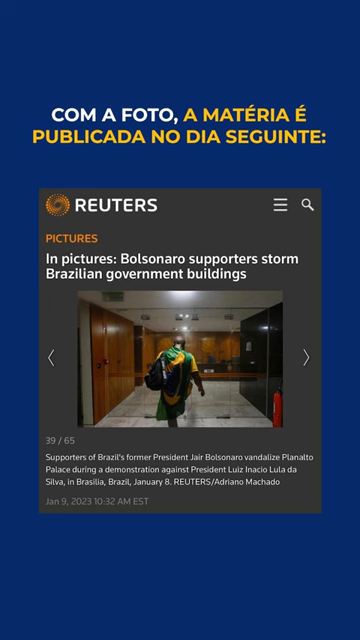 COM A FOTO, A MATÉRIA É
PUBLICADA NO DIA SEGUINTE:
REUTERS
PICTURES
In pictures: Bolsonaro supporters storm
Brazilian government buildings
39 / 65
Supporters of Brazil's former President Jair Bolsonaro vandalize Planalto
Palace during a demonstration against President Luiz Inacio Lula da
Silva, in Brasilia, Brazil, January 8. REUTERS/Adriano Machado
Jan 9, 2023 10:32 AM EST